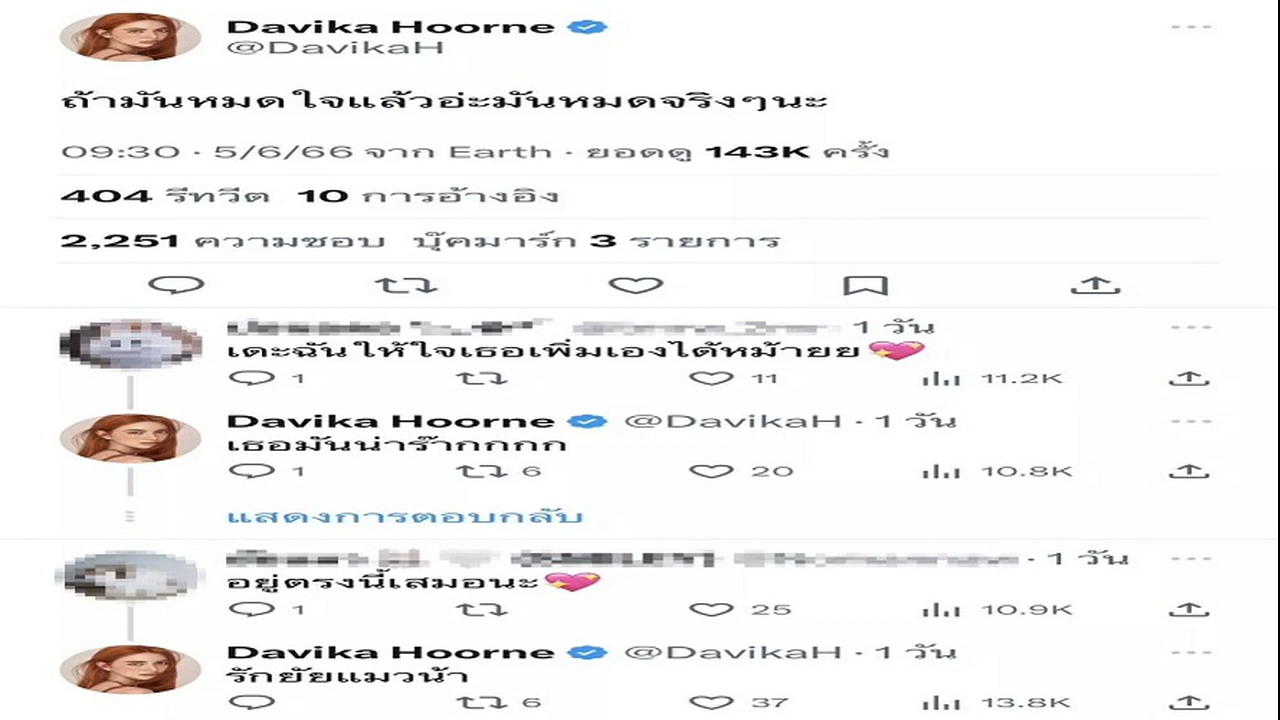 Davika Hoorne
@DavikaH
ถ้ามันหมดใจแล้วอ่ะมันหมดจริงๆนะ
09:30 · 5/6/66 จาก Earth · ยอดดู 143K ครั้ง
404 รีทวีต 10 การอ้างอิง
2,251 ความชอบ บุ๊คมาร์ก 3 รายการ
1 วัน
เดะฉันให้ใจเธอเพิ่มเองได้หม้ายยย💖
1 11 11.2K
Davika Hoorne @DavikaH · 1 วัน
เธอมันน่าร๊ากกกก
1 6 20 10.8K
แสดงการตอบกลับ
· 1 วัน
อยู่ตรงนี้เสมอนะ💖
1 25 10.9K
Davika Hoorne @DavikaH · 1 วัน
รักยัยแมวน้า
6 37 13.8K